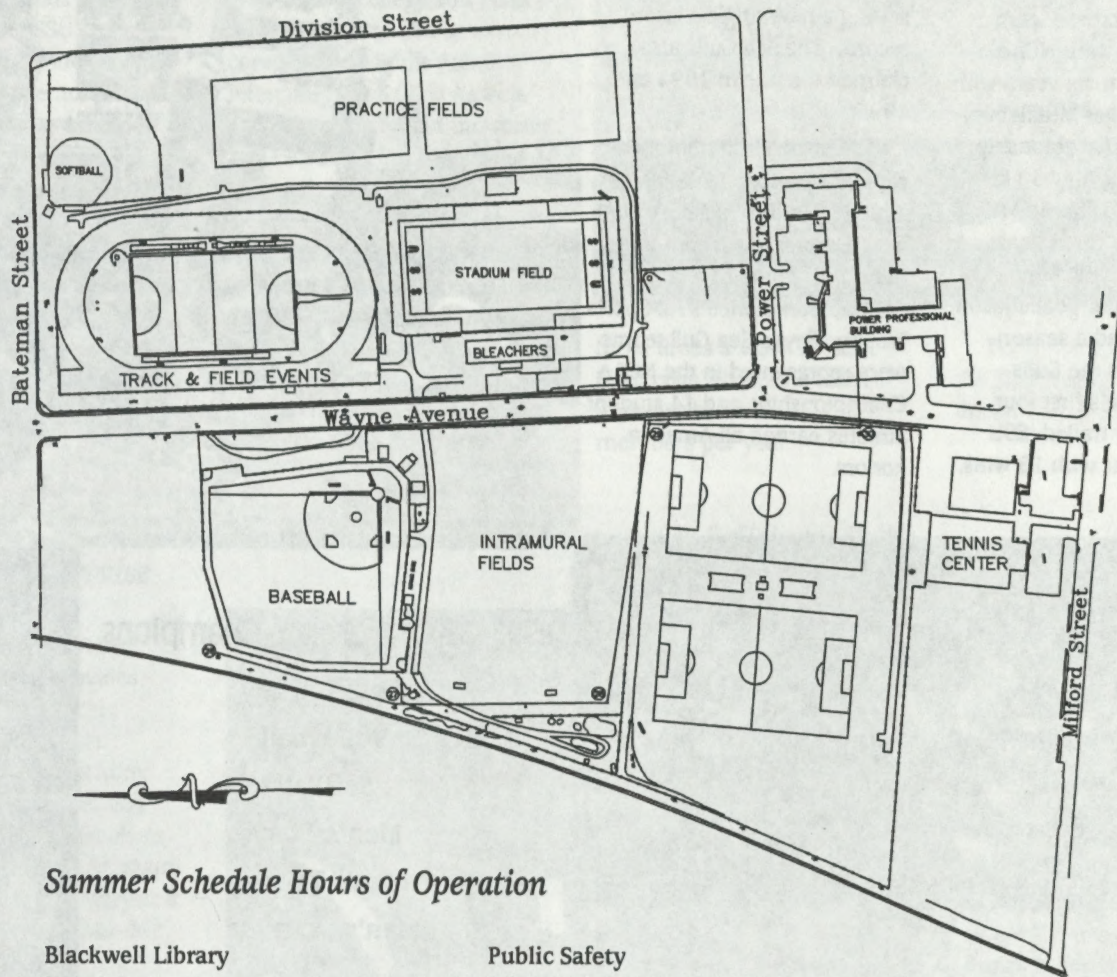 Division Street
PRACTICE FIELDS
SOFTBALL
Bateman Street
Power Street
STADIUM FIELD
S U
S S
POWER PROFESSIONAL
BUILDING
BLEACHERS
TRACK & FIELD EVENTS
Wayne Avenue
INTRAMURAL
FIELDS
TENNIS
CENTER
BASEBALL
Milford Street
Summer Schedule Hours of Operation
Blackwell Library
Public Safety